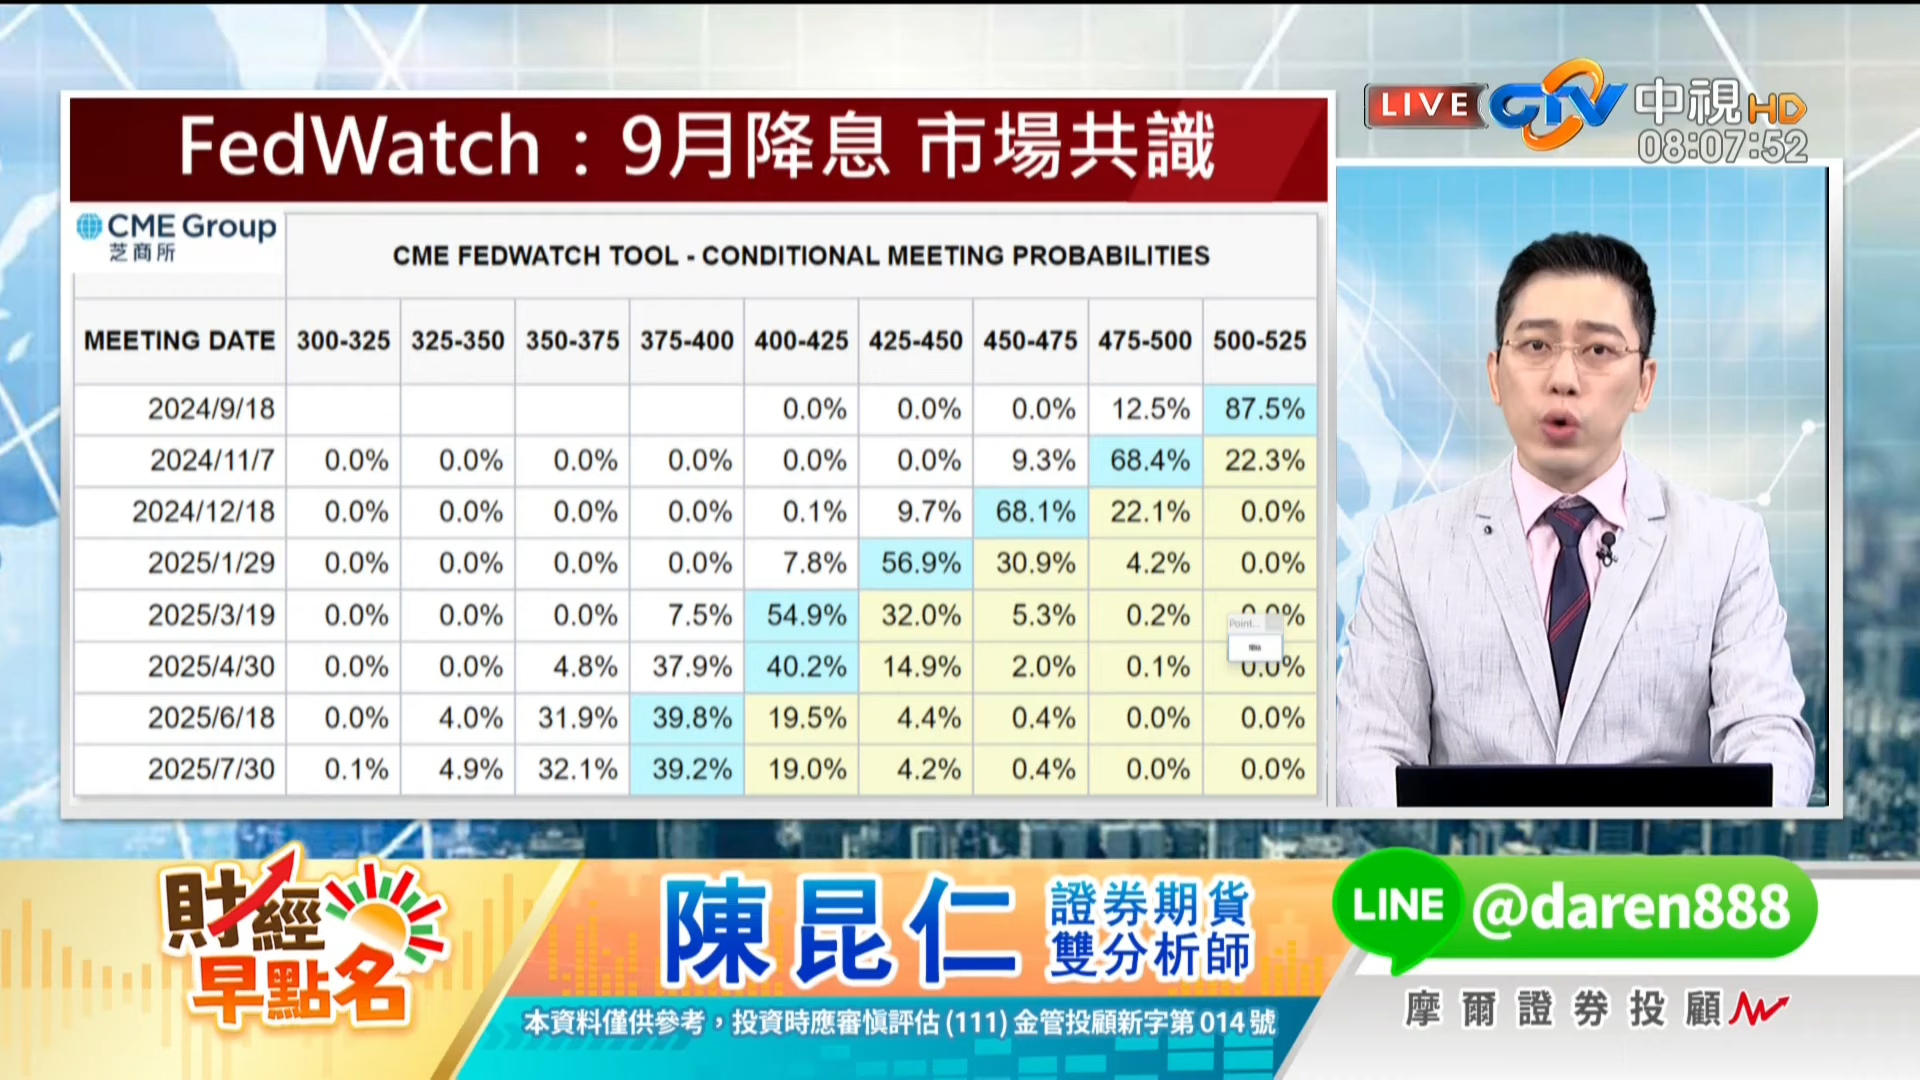 FedWatch：9月降息 市場共識
LIVE CTV 中視 HD
08:07:52
CME Group
芝商所
CME FEDWATCH TOOL - CONDITIONAL MEETING PROBABILITIES
MEETING DATE 300-325 325-350 350-375 375-400 400-425 425-450 450-475 475-500 500-525
2024/9/18 0.0% 0.0% 0.0% 12.5% 87.5%
2024/11/7 0.0% 0.0% 0.0% 0.0% 0.0% 0.0% 9.3% 68.4% 22.3%
2024/12/18 0.0% 0.0% 0.0% 0.0% 0.1% 9.7% 68.1% 22.1% 0.0%
2025/1/29 0.0% 0.0% 0.0% 0.0% 7.8% 56.9% 30.9% 4.2% 0.0%
2025/3/19 0.0% 0.0% 0.0% 7.5% 54.9% 32.0% 5.3% 0.2% 0.0%
Point...
2025/4/30 0.0% 0.0% 4.8% 37.9% 40.2% 14.9% 2.0% 0.1% 0.0%
2025/6/18 0.0% 4.0% 31.9% 39.8% 19.5% 4.4% 0.4% 0.0% 0.0%
2025/7/30 0.1% 4.9% 32.1% 39.2% 19.0% 4.2% 0.4% 0.0% 0.0%
財經
早點名
陳昆仁
證券期貨
雙分析師
LINE @daren888
摩爾證券投顧
本資料僅供參考，投資時應審慎評估 (111) 金管投顧新字第 014 號